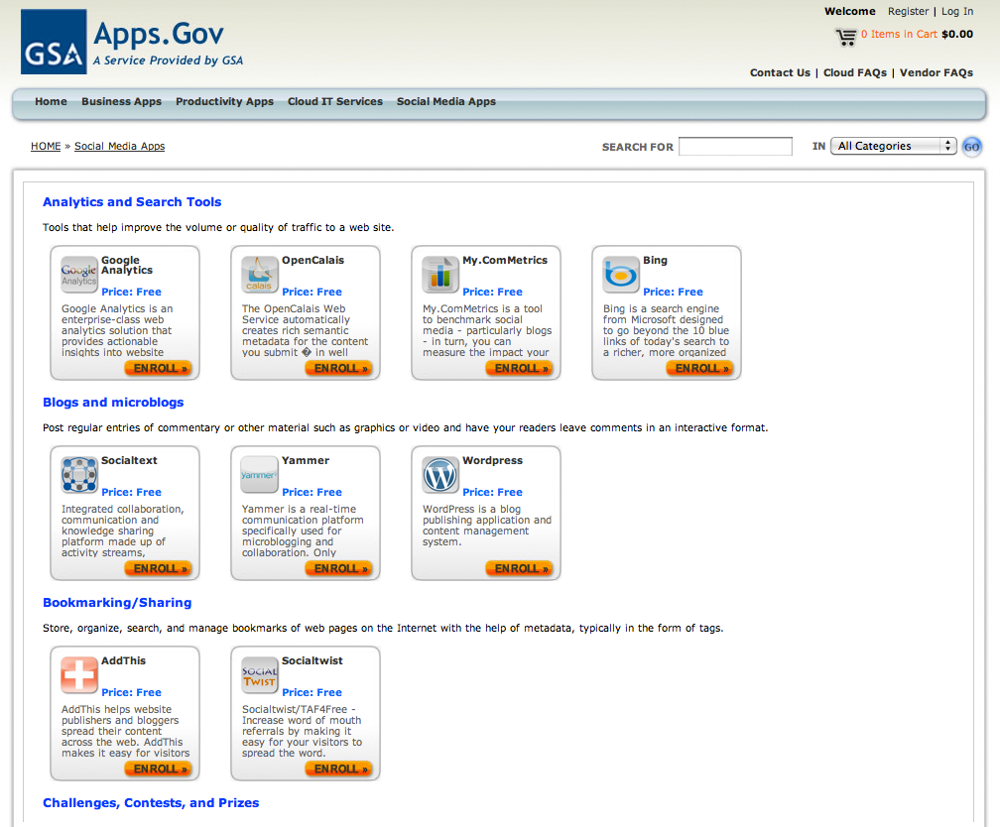 Welcome Register | Log In
GSA
Apps.Gov
A Service Provided by GSA
0 Items in Cart $0.00
Contact Us | Cloud FAQs | Vendor FAQs
Home Business Apps Productivity Apps Cloud IT Services Social Media Apps
HOME » Social Media Apps
SEARCH FOR IN All Categories GO
Analytics and Search Tools
Tools that help improve the volume or quality of traffic to a web site.
Google Analytics
Google
Analytics
Price: Free
Google Analytics is an
enterprise-class web
analytics solution that
provides actionable
insights into website
ENROLL »
calais
OpenCalais
Price: Free
The OpenCalais Web
Service automatically
creates rich semantic
metadata for the content
you submit � in well
ENROLL »
My.ComMetrics
Price: Free
My.ComMetrics is a tool
to benchmark social
media - particularly blogs
- in turn, you can
measure the impact your
ENROLL »
b
Bing
Price: Free
Bing is a search engine
from Microsoft designed
to go beyond the 10 blue
links of today's search to
a richer, more organized
ENROLL »
Blogs and microblogs
Post regular entries of commentary or other material such as graphics or video and have your readers leave comments in an interactive format.
Socialtext
Price: Free
Integrated collaboration,
communication and
knowledge sharing
platform made up of
activity streams,
ENROLL »
yammer
Yammer
Price: Free
Yammer is a real-time
communication platform
specifically used for
microblogging and
collaboration. Only
ENROLL »
W
Wordpress
Price: Free
WordPress is a blog
publishing application and
content management
system.
ENROLL »
Bookmarking/Sharing
Store, organize, search, and manage bookmarks of web pages on the Internet with the help of metadata, typically in the form of tags.
AddThis
Price: Free
AddThis helps website
publishers and bloggers
spread their content
across the web. AddThis
makes it easy for visitors
ENROLL »
SOCIAL
TWIST
Socialtwist
Price: Free
Socialtwist/TAF4Free -
Increase word of mouth
referrals by making it
easy for your visitors to
spread the word.
ENROLL »
Challenges, Contests, and Prizes